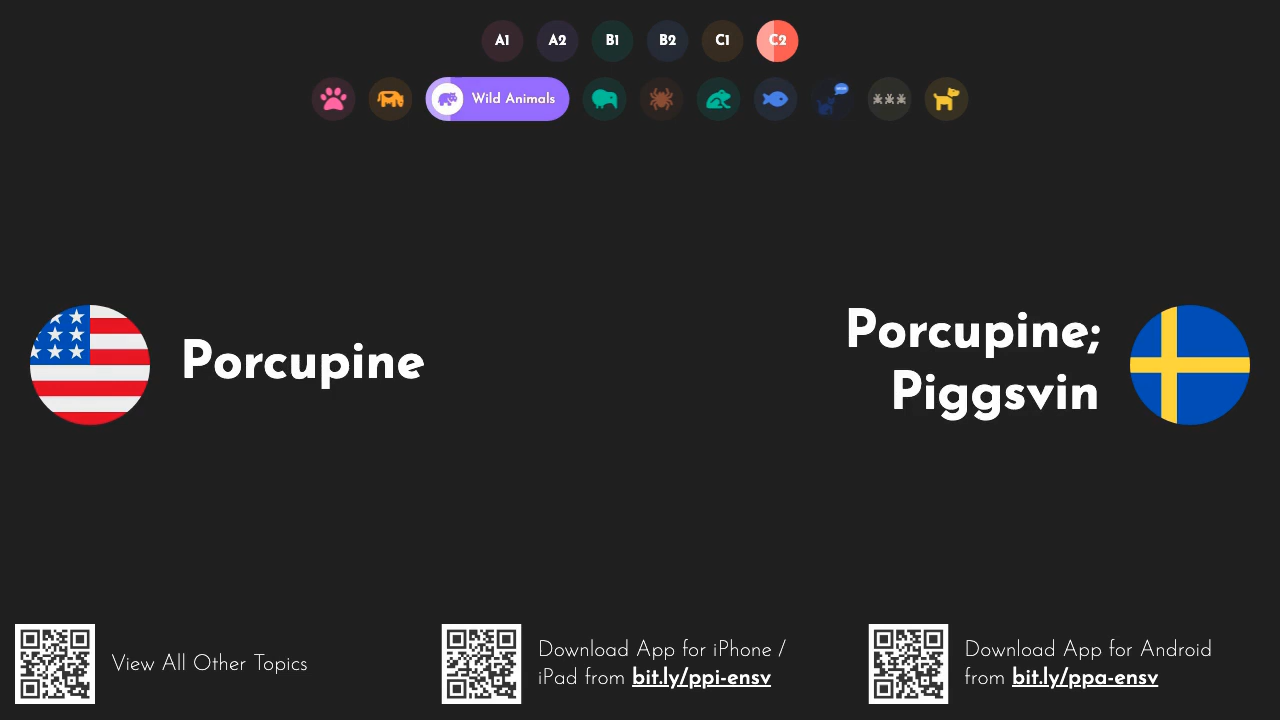 A1 A2 B1 B2 C1 C2
Wild Animals
Porcupine
Porcupine;
Piggsvin
View All Other Topics
Download App for iPhone /
iPad from bit.ly/ppi-ensv
Download App for Android
from bit.ly/ppa-ensv